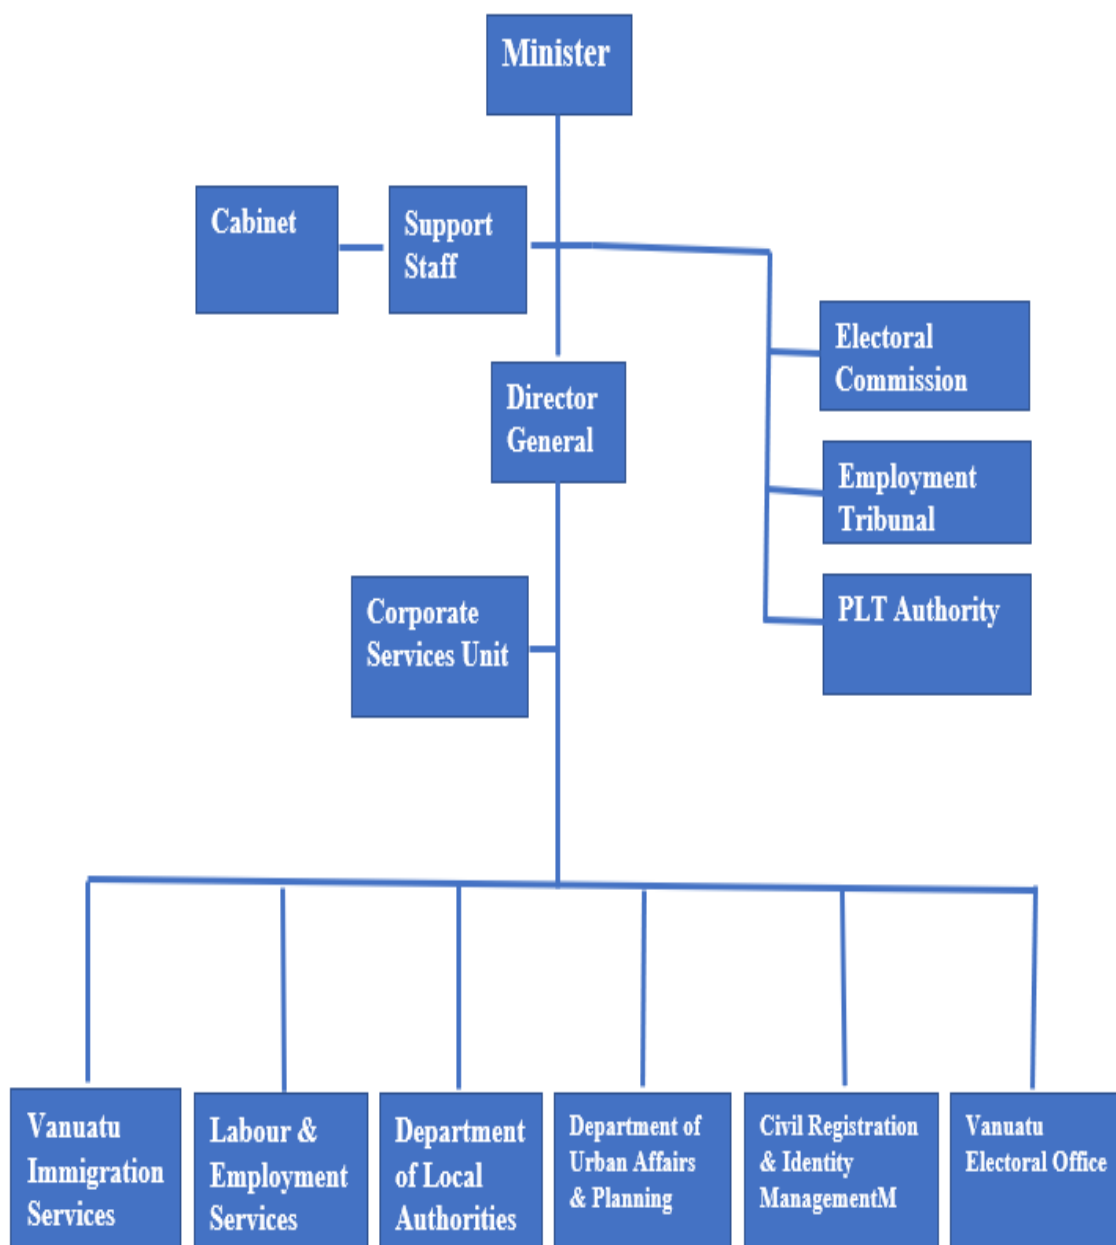 Minister
Cabinet
Support
Staff
Electoral
Commission
Director
General
Employment
Tribunal
PLT Authority
Corporate
Services Unit
Vanuatu
Immigration
Services
Labour &
Employment
Services
Department
of Local
Authorities
Department of
Urban Affairs
& Planning
Civil Registration
& Identity
ManagementM
Vanuatu
Electoral Office